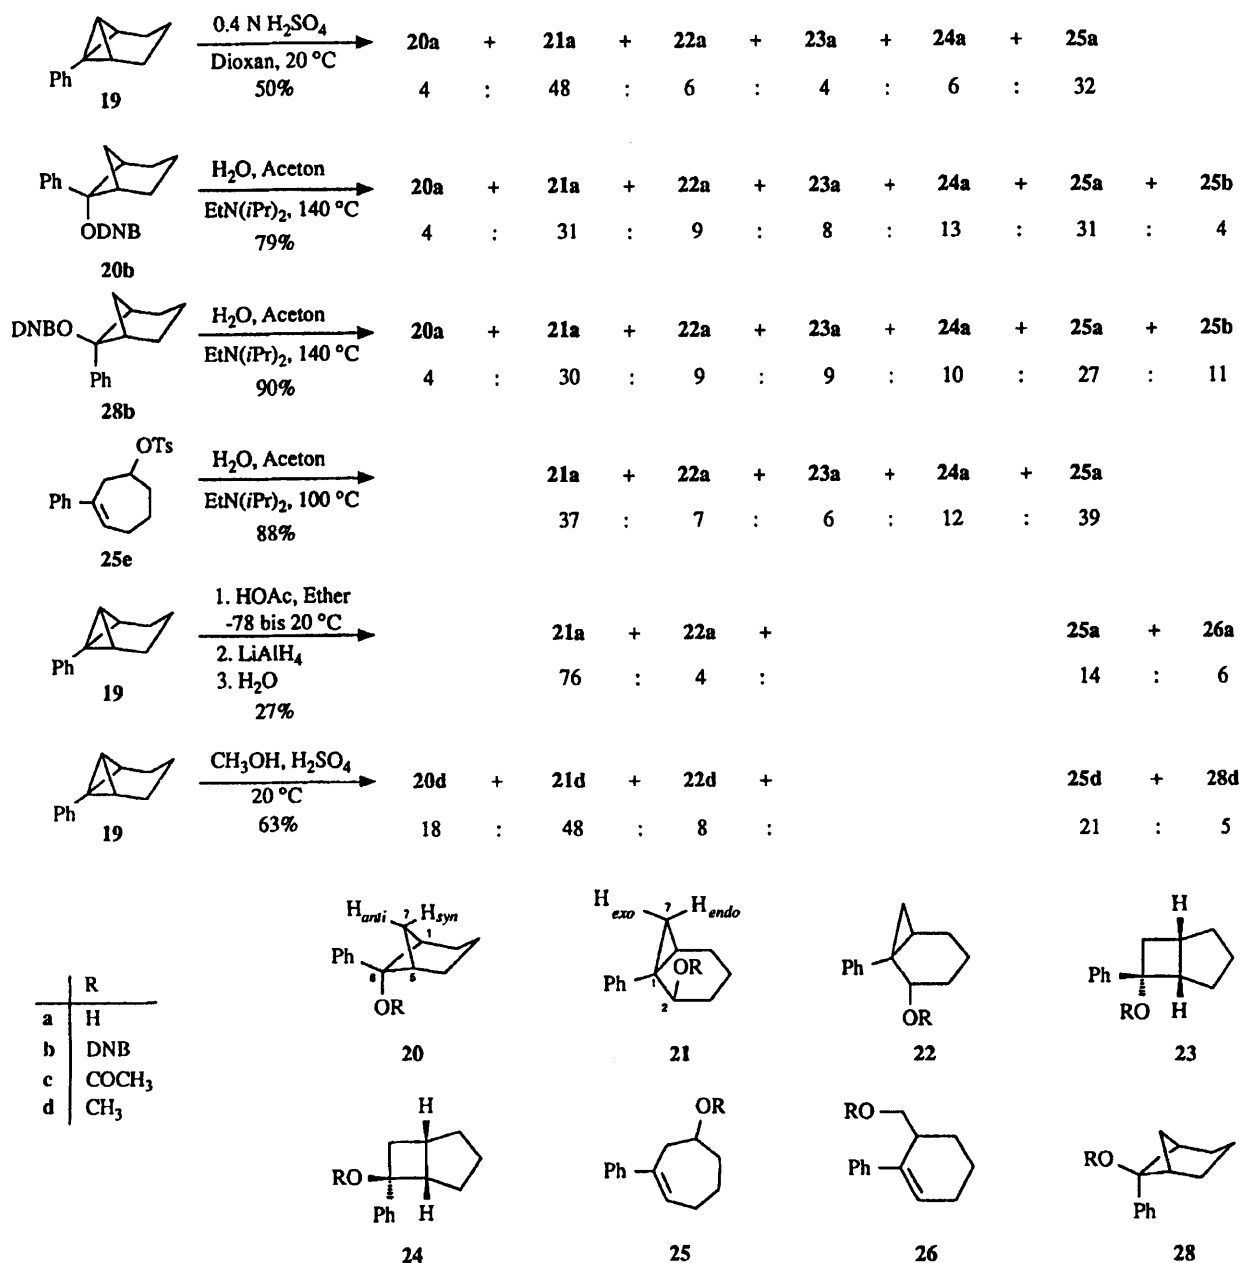 0.4 N H2SO4
Dioxan, 20 °C
50%
Ph
19
20a + 21a + 22a + 23a + 24a + 25a
4 : 48 : 6 : 4 : 6 : 32
Ph
ODNB
20b
H2O, Aceton
EtN(iPr)2, 140 °C
79%
20a + 21a + 22a + 23a + 24a + 25a + 25b
4 : 31 : 9 : 8 : 13 : 31 : 4
DNBO
Ph
28b
H2O, Aceton
EtN(iPr)2, 140 °C
90%
20a + 21a + 22a + 23a + 24a + 25a + 25b
4 : 30 : 9 : 9 : 10 : 27 : 11
OTs
Ph
25e
H2O, Aceton
EtN(iPr)2, 100 °C
88%
21a + 22a + 23a + 24a + 25a
37 : 7 : 6 : 12 : 39
Ph
19
1. HOAc, Ether
-78 bis 20 °C
2. LiAlH4
3. H2O
27%
21a + 22a + 25a + 26a
76 : 4 : 14 : 6
Ph
19
CH3OH, H2SO4
20 °C
63%
20d + 21d + 22d + 25d + 28d
18 : 48 : 8 : 21 : 5
R
a H
b DNB
c COCH3
d CH3
Hanti 7 Hsyn
1
Ph
6 5
OR
20
Hexo 7 Hendo
OR
Ph
1
2
21
Ph
OR
22
H
Ph
RO H
23
H
RO
Ph H
24
OR
Ph
25
RO
Ph
26
RO
Ph
28